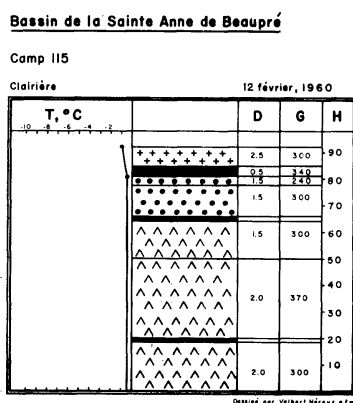 Bassin de la Sainte Anne de Beaupré
Camp 115
Clairière 12 février, 1960
T, °C D G H
-10 -8 -6 -4 -2
2.5 300 90
0.5 340
1.5 240 80
1.5 300 70
1.5 300 60
50
2.0 370 40
30
20
2.0 300 10
Dessiné par